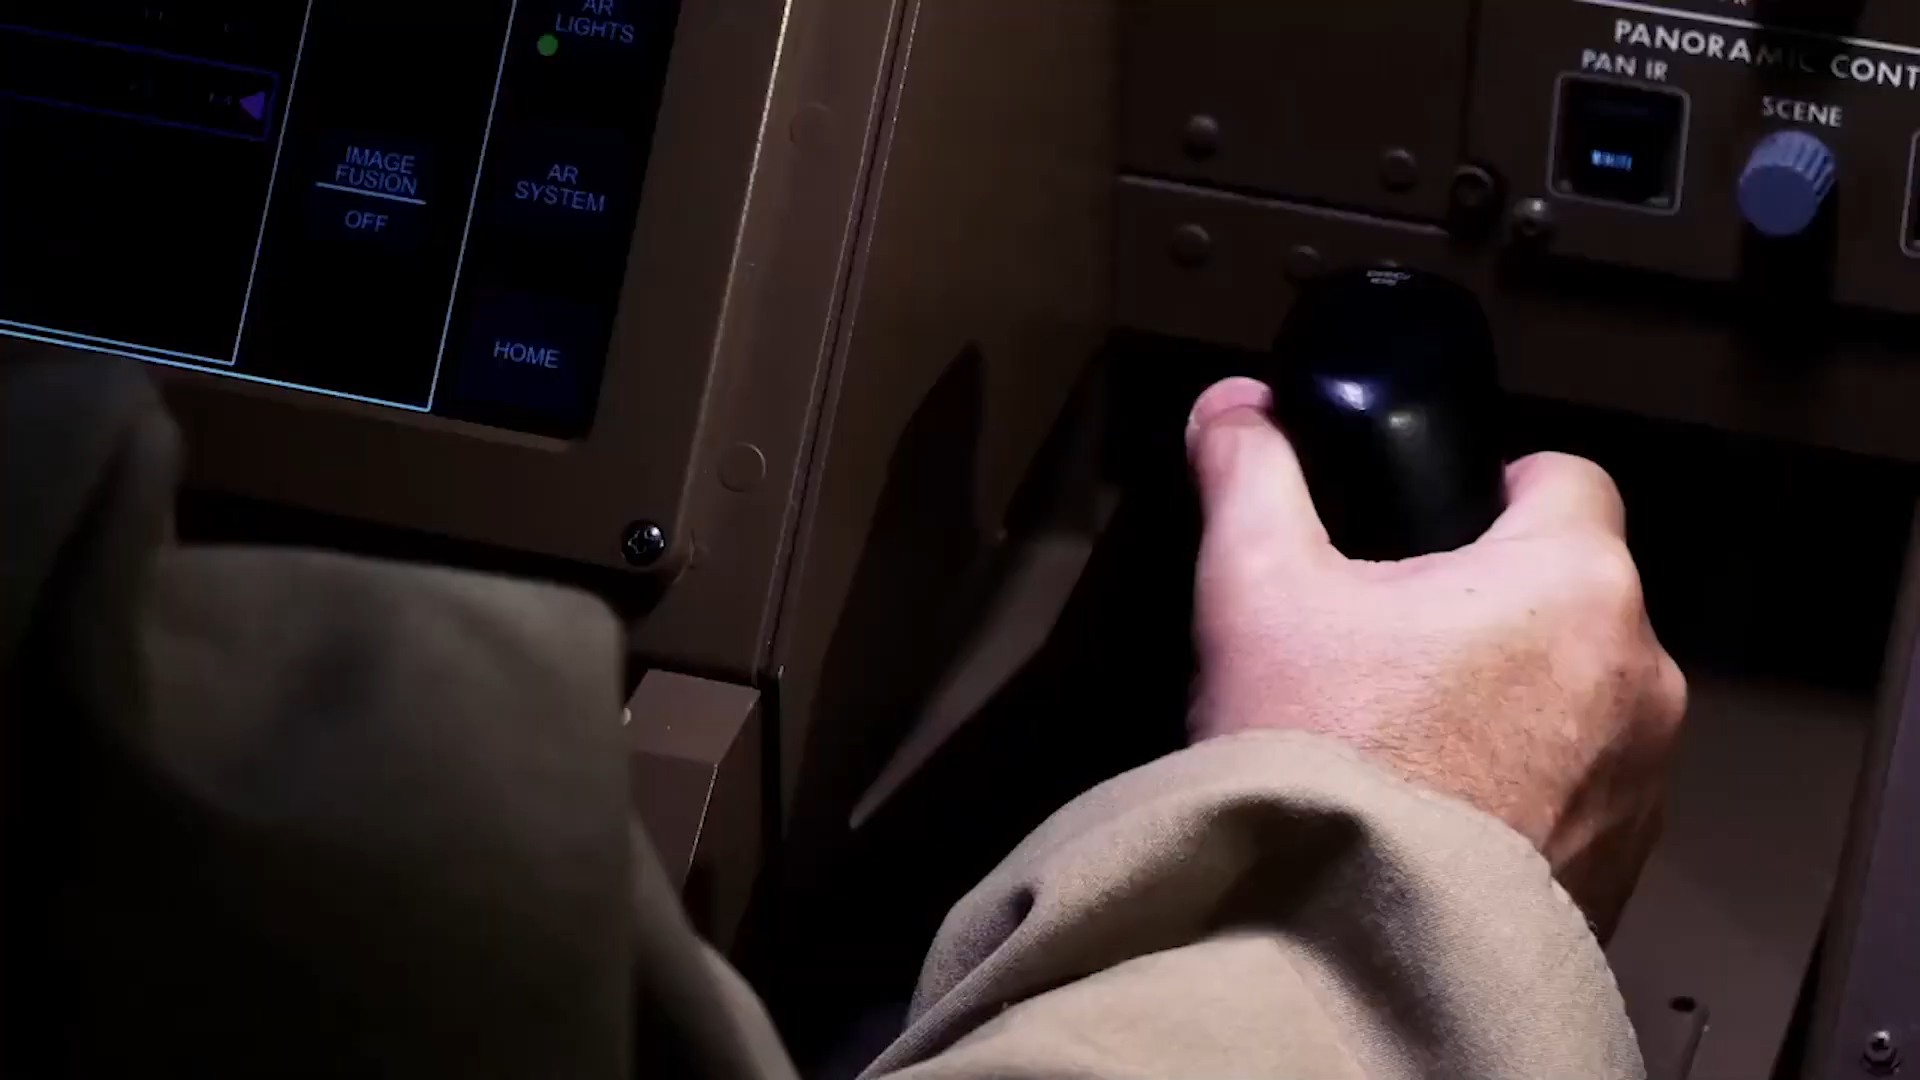 AR
LIGHTS
IMAGE
FUSION
OFF
AR
SYSTEM
HOME
PANORAMIC CONT
PAN IR
SCENE